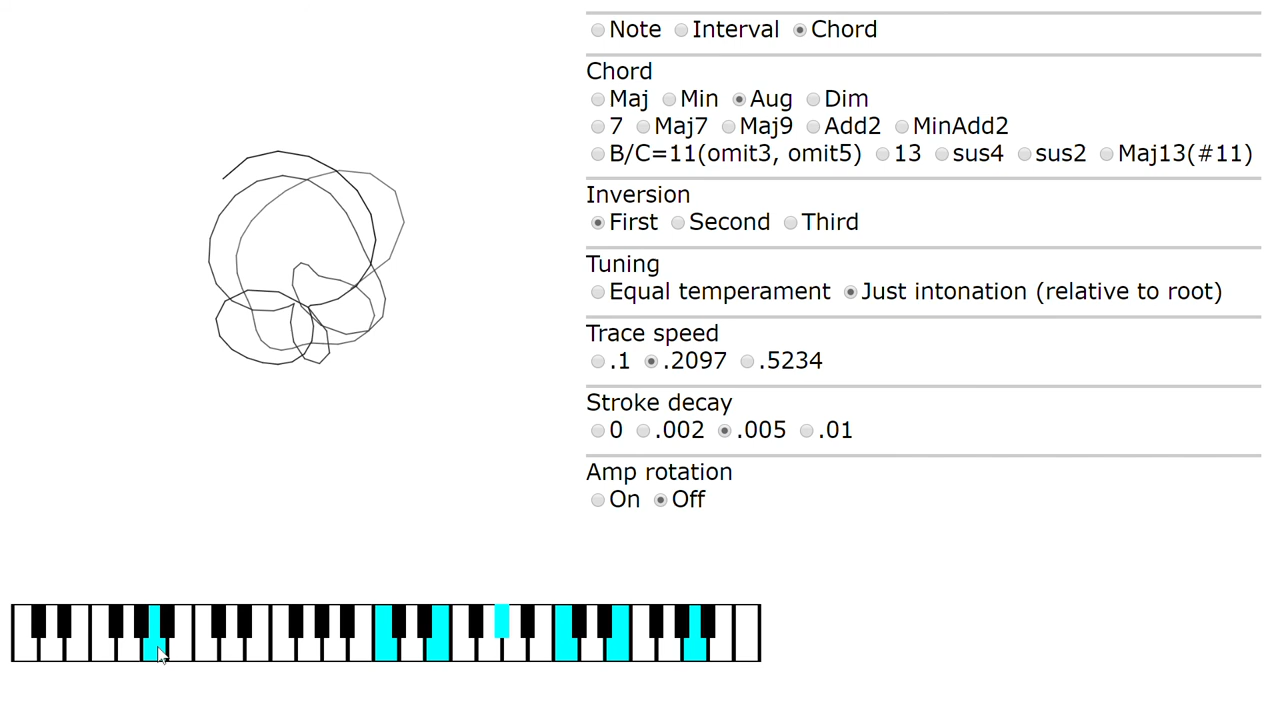 Note Interval Chord
Chord
Maj Min Aug Dim
7 Maj7 Maj9 Add2 MinAdd2
B/C=11(omit3, omit5) 13 sus4 sus2 Maj13(#11)
Inversion
First Second Third
Tuning
Equal temperament Just intonation (relative to root)
Trace speed
.1 .2097 .5234
Stroke decay
0 .002 .005 .01
Amp rotation
On Off